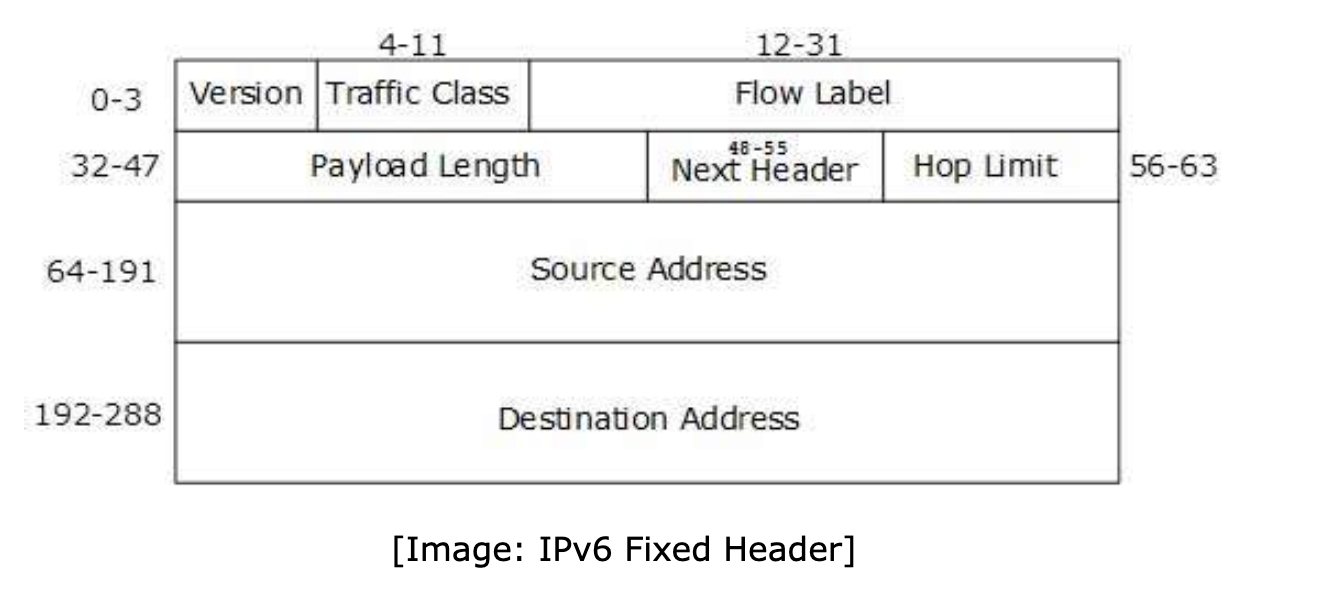 4-11 12-31
0-3 Version Traffic Class Flow Label
48-55
32-47 Payload Length Next Header Hop Limit 56-63
64-191 Source Address
192-288 Destination Address
[Image: IPv6 Fixed Header]